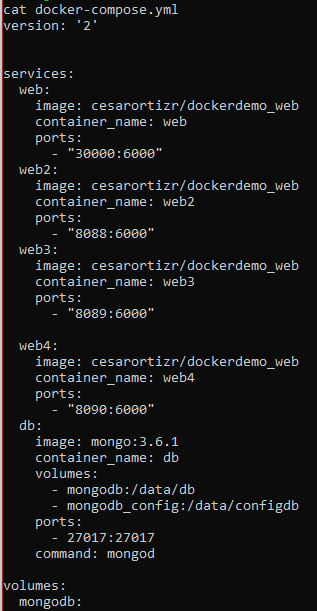 cat docker-compose.yml
version: '2'
services:
  web:
    image: cesarortizr/dockerdemo_web
    container_name: web
    ports:
      - "30000:6000"
  web2:
    image: cesarortizr/dockerdemo_web
    container_name: web2
    ports:
      - "8088:6000"
  web3:
    image: cesarortizr/dockerdemo_web
    container_name: web3
    ports:
      - "8089:6000"
  web4:
    image: cesarortizr/dockerdemo_web
    container_name: web4
    ports:
      - "8090:6000"
  db:
    image: mongo:3.6.1
    container_name: db
    volumes:
      - mongodb:/data/db
      - mongodb_config:/data/configdb
    ports:
      - 27017:27017
    command: mongod
volumes:
  mongodb: